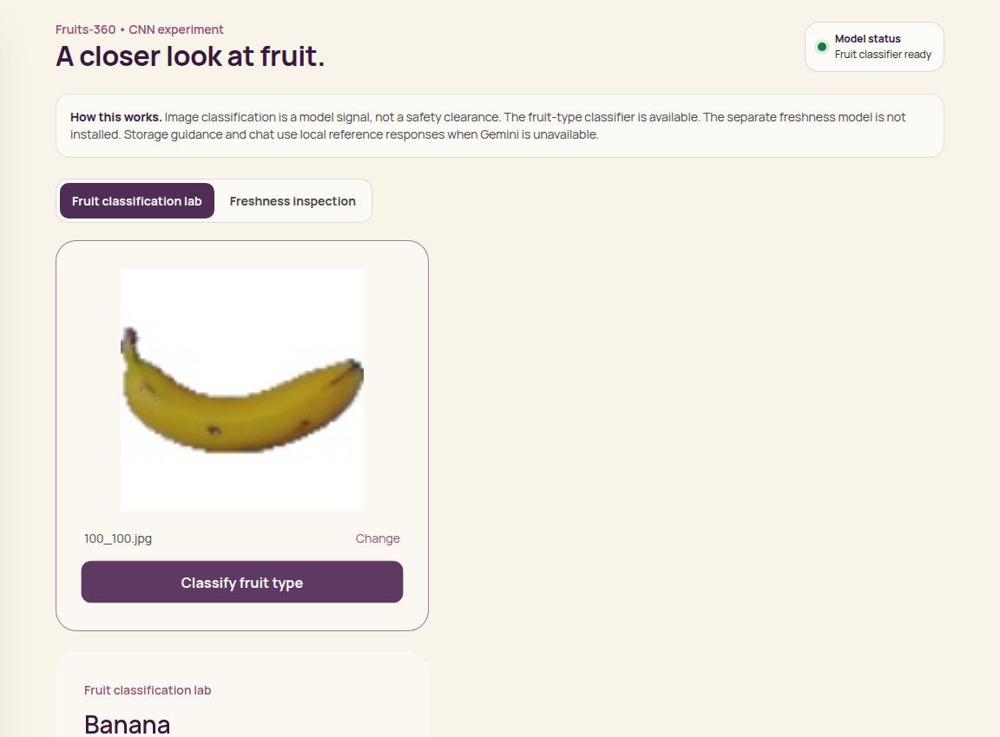 Fruits-360 • CNN experiment
A closer look at fruit.
Model status
Fruit classifier ready
How this works. Image classification is a model signal, not a safety clearance. The fruit-type classifier is available. The separate freshness model is not
installed. Storage guidance and chat use local reference responses when Gemini is unavailable.
Fruit classification lab
Freshness inspection
100_100.jpg
Change
Classify fruit type
Fruit classification lab
Banana